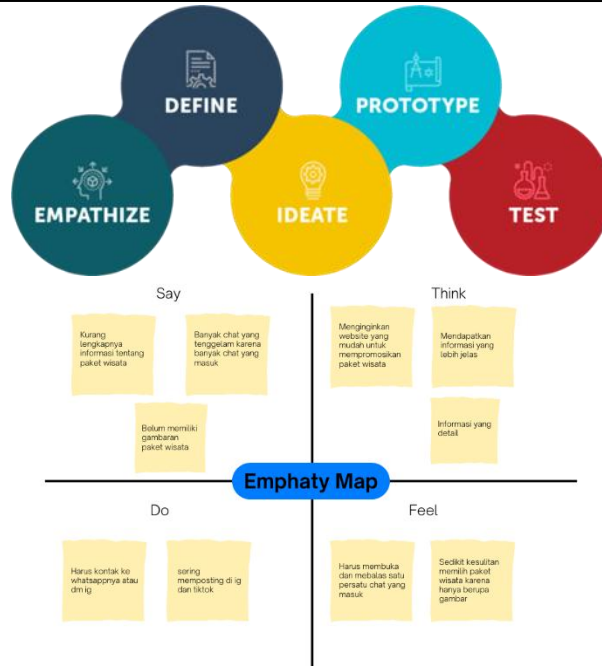 DEFINE
PROTOTYPE
EMPATHIZE
IDEATE
TEST
Say
Think
Kurang
lengkapnya
informasi tentang
paket wisata
Banyak chat yang
tenggelam karena
banyak chat yang
masuk
Belum memiliki
gambaran
paket wisata
Menginginkan
website yang
mudah untuk
mempromosikan
paket wisata
Mendapatkan
informasi yang
lebih jelas
Informasi yang
detail
Emphaty Map
Do
Feel
Harus kontak ke
whatsappnya atau
dm ig
sering
memposting di ig
dan tiktok
Harus membuka
dan mebalas satu
persatu chat yang
masuk
Sedikit kesulitan
memilih paket
wisata karena
hanya berupa
gambar